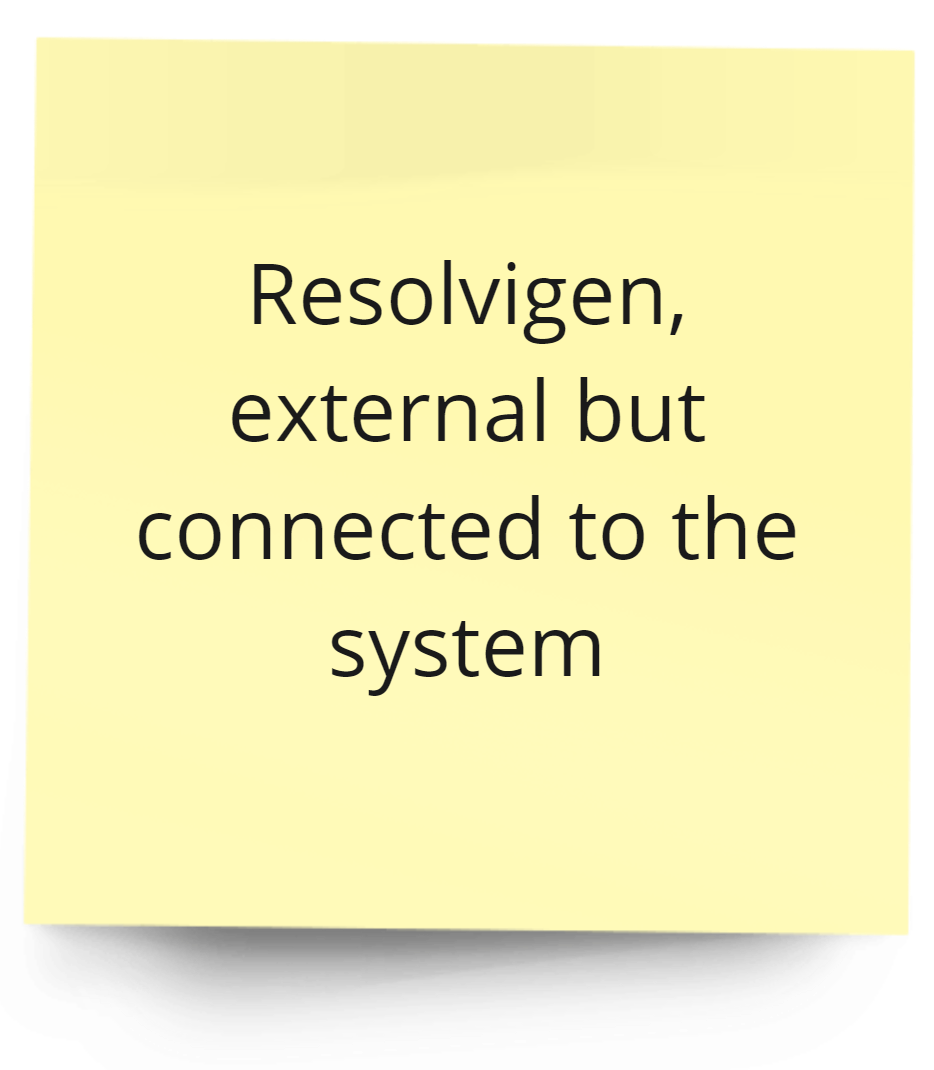 Resolvigen,
external but
connected to the
system